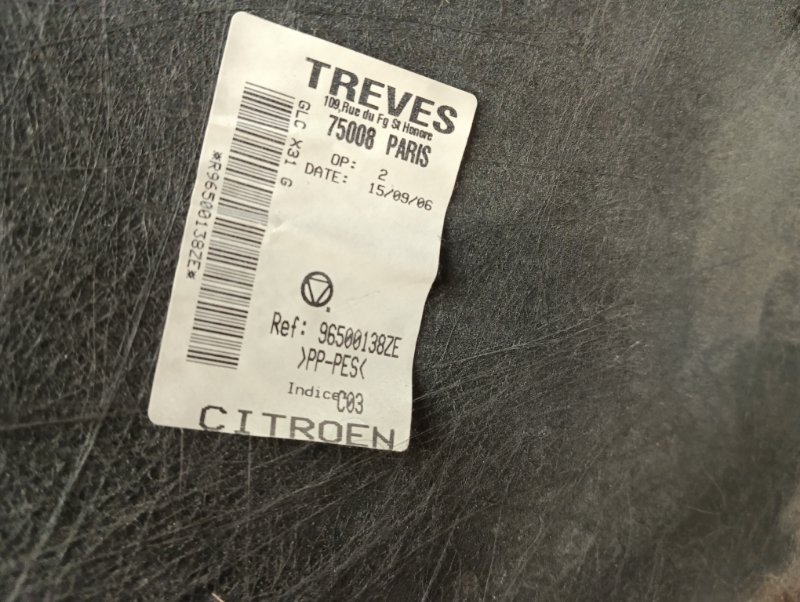 TREVES
109,Rue du Fg St Honore
75008 PARIS
OP: 2
DATE: 15/09/06
GLC X31 G
*R96500138ZE*
Ref: 96500138ZE
>PP-PES<
Indice C03
CITROEN